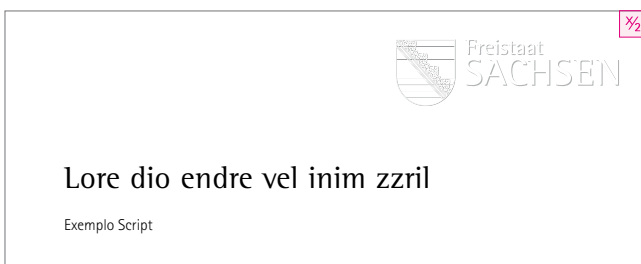 X/2
Freistaat
SACHSEN
Lore dio endre vel inim zzril
Exemplo Script